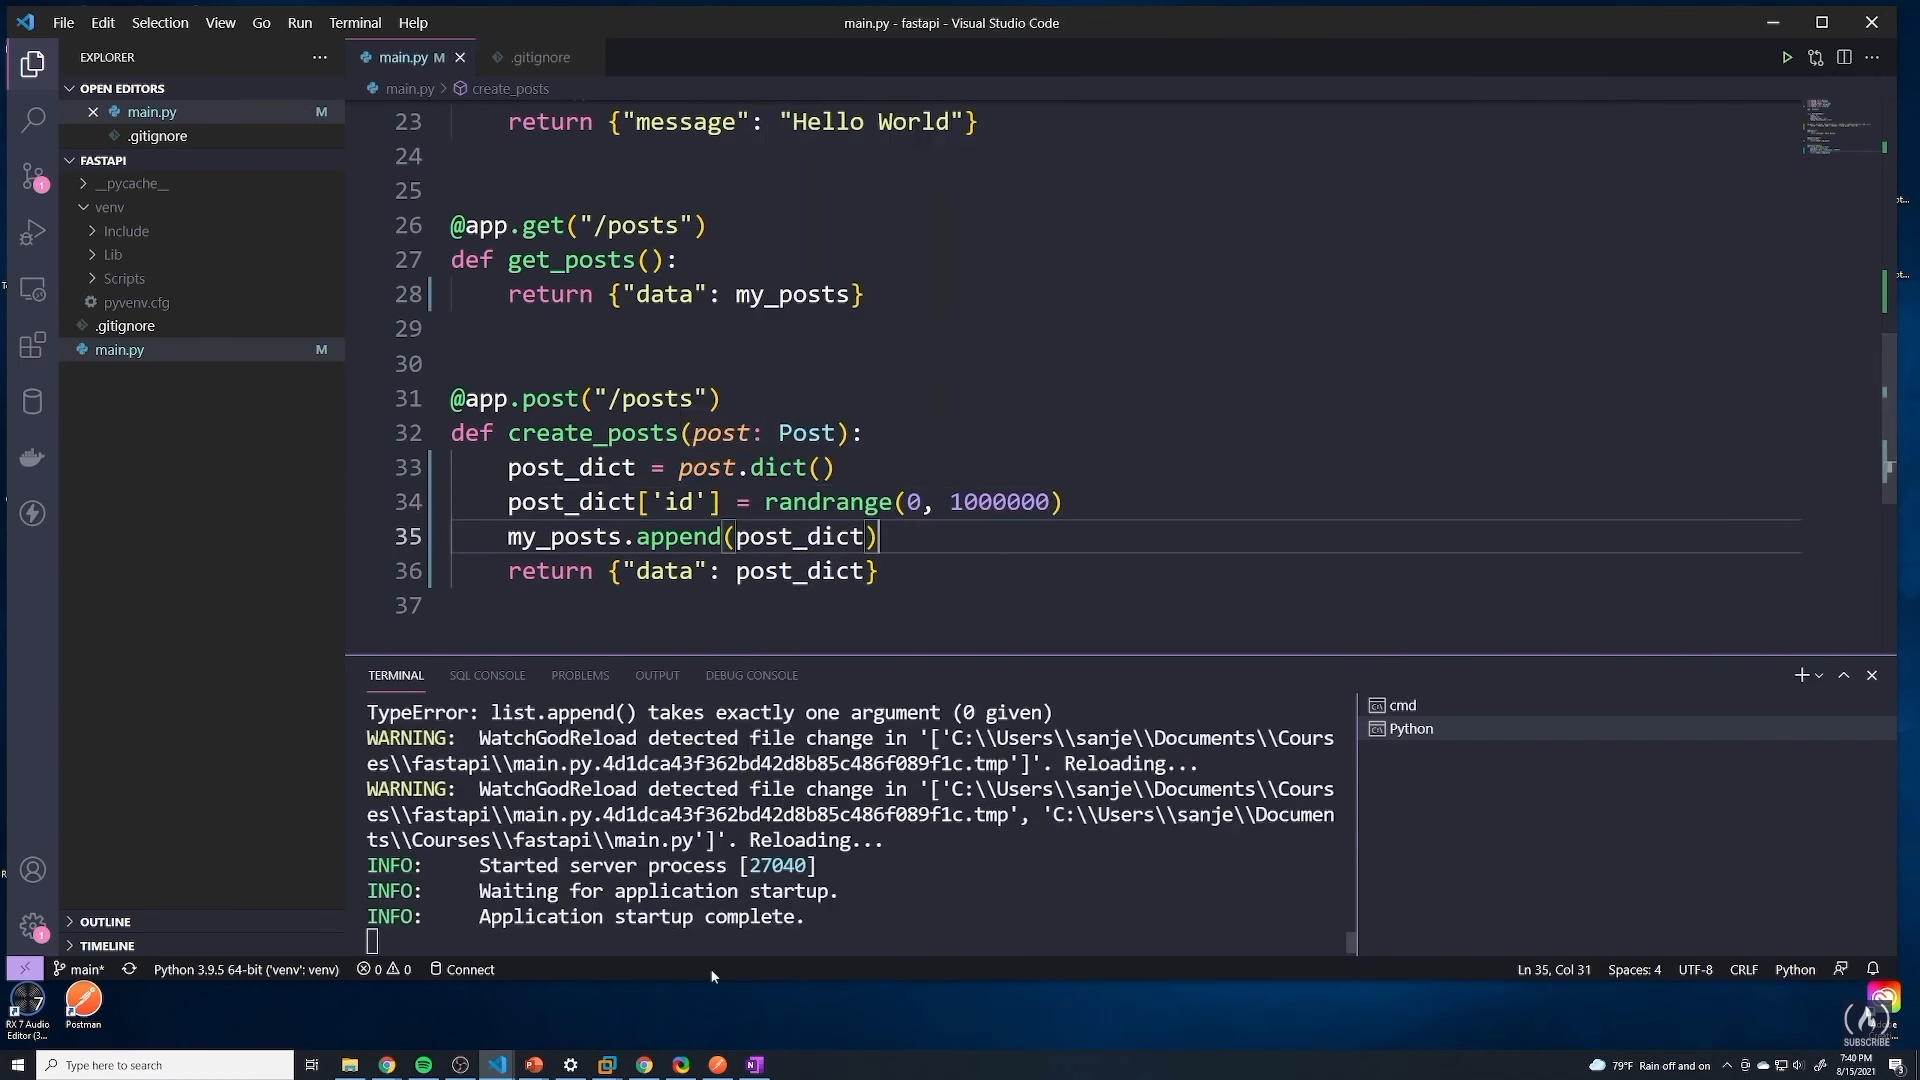 File Edit Selection View Go Run Terminal Help
main.py - fastapi - Visual Studio Code
EXPLORER
OPEN EDITORS
main.py M
.gitignore
FASTAPI
__pycache__
venv
Include
Lib
Scripts
pyvenv.cfg
.gitignore
main.py M
OUTLINE
TIMELINE
main.py M .gitignore
main.py > create_posts
23 return {"message": "Hello World"}
24
25
26 @app.get("/posts")
27 def get_posts():
28 return {"data": my_posts}
29
30
31 @app.post("/posts")
32 def create_posts(post: Post):
33 post_dict = post.dict()
34 post_dict['id'] = randrange(0, 1000000)
35 my_posts.append(post_dict)
36 return {"data": post_dict}
37
TERMINAL SQL CONSOLE PROBLEMS OUTPUT DEBUG CONSOLE
TypeError: list.append() takes exactly one argument (0 given)
WARNING: WatchGodReload detected file change in '['C:\\Users\\sanje\\Documents\\Cours
es\\fastapi\\main.py.4d1dca43f362bd42d8b85c486f089f1c.tmp']'. Reloading...
WARNING: WatchGodReload detected file change in '['C:\\Users\\sanje\\Documents\\Cours
es\\fastapi\\main.py.4d1dca43f362bd42d8b85c486f089f1c.tmp', 'C:\\Users\\sanje\\Documen
ts\\Courses\\fastapi\\main.py']'. Reloading...
INFO: Started server process [27040]
INFO: Waiting for application startup.
INFO: Application startup complete.
cmd
Python
main* Python 3.9.5 64-bit ('venv': venv) 0 0 Connect
Ln 35, Col 31 Spaces: 4 UTF-8 CRLF Python
RX 7 Audio
Editor (3...
Postman
SUBSCRIBE
Type here to search
79°F Rain off and on
7:40 PM
8/15/2021